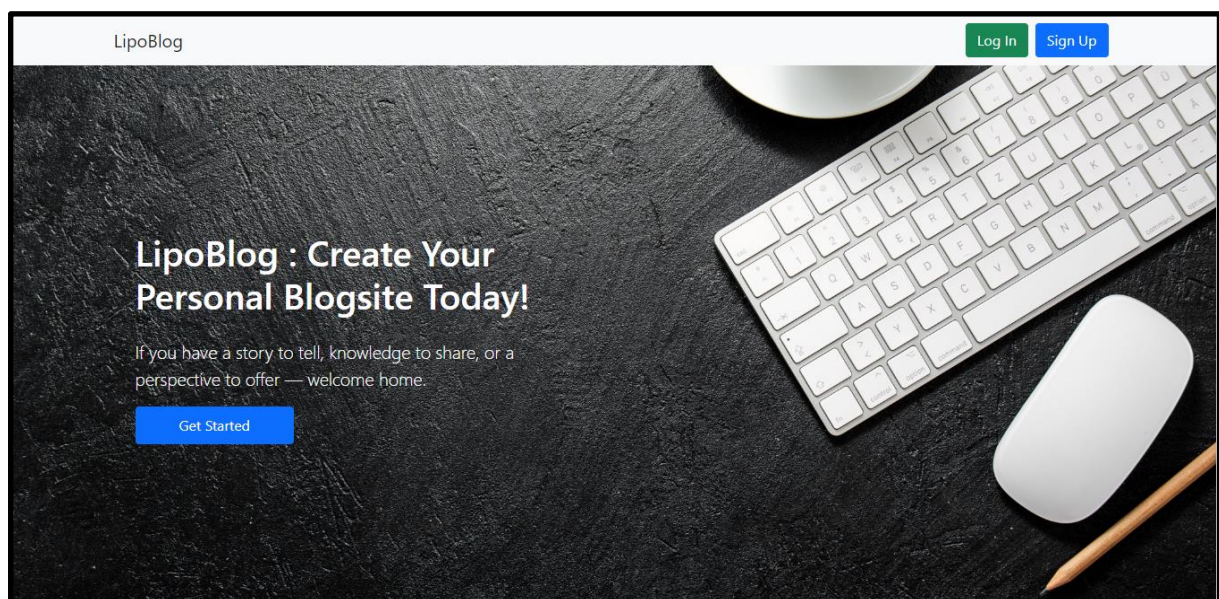 LipoBlog
Log In
Sign Up
LipoBlog : Create Your
Personal Blogsite Today!
If you have a story to tell, knowledge to share, or a
perspective to offer — welcome home.
Get Started